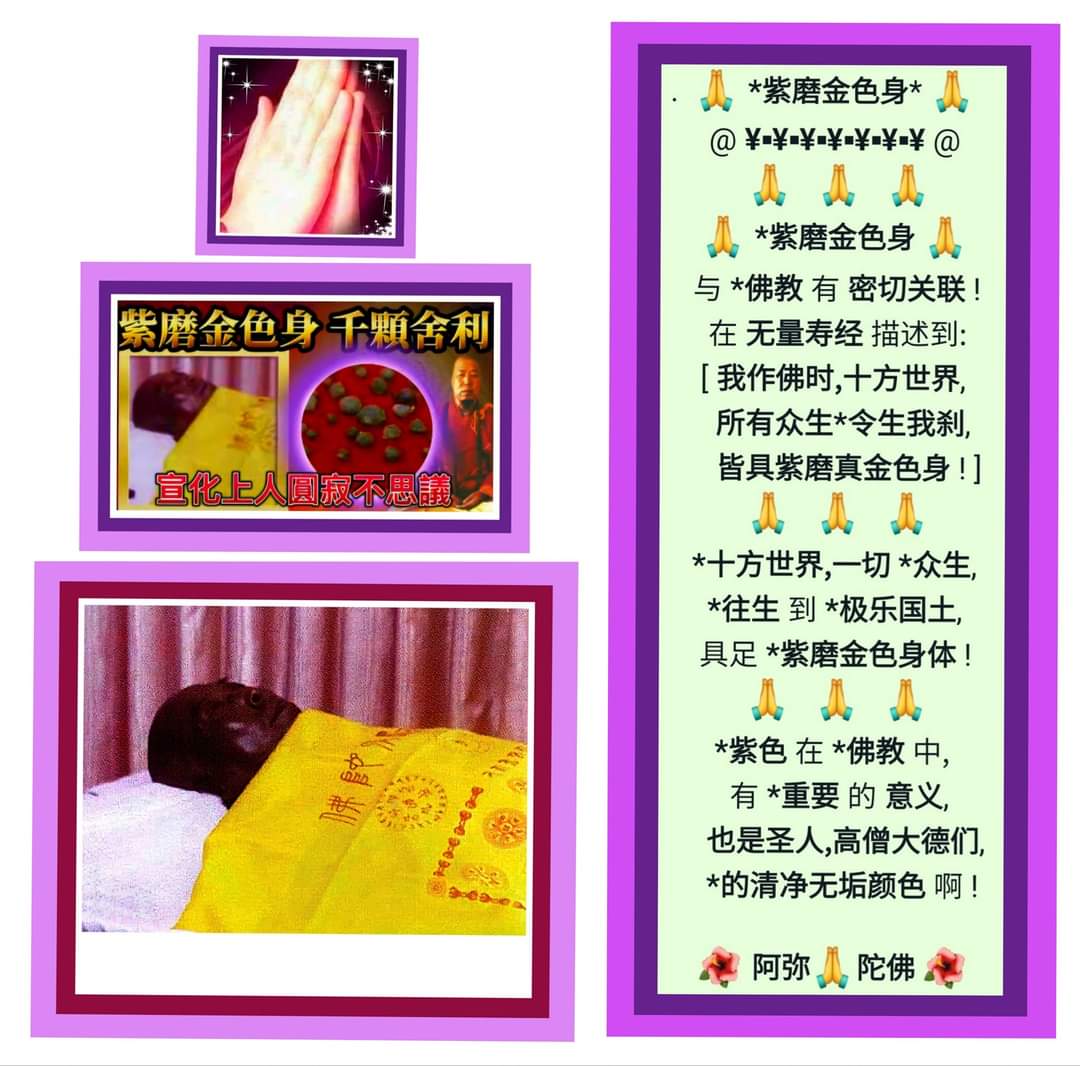 紫磨金色身 千顆舍利
宣化上人圓寂不思議
. 🙏 *紫磨金色身* 🙏
@ ¥▪¥▪¥▪¥▪¥▪¥▪¥ @
🙏 🙏 🙏
🙏 *紫磨金色身 🙏
与 *佛教 有 密切关联 !
在 无量寿经 描述到:
[ 我作佛时,十方世界,
所有众生*令生我刹,
皆具紫磨真金色身 ! ]
🙏 🙏 🙏
*十方世界,一切 *众生,
*往生 到 *极乐国土,
具足 *紫磨金色身体 !
🙏 🙏 🙏
*紫色 在 *佛教 中,
有 *重要 的 意义,
也是圣人,高僧大德们,
*的清净无垢颜色 啊 !
🌺 阿弥🙏陀佛 🌺